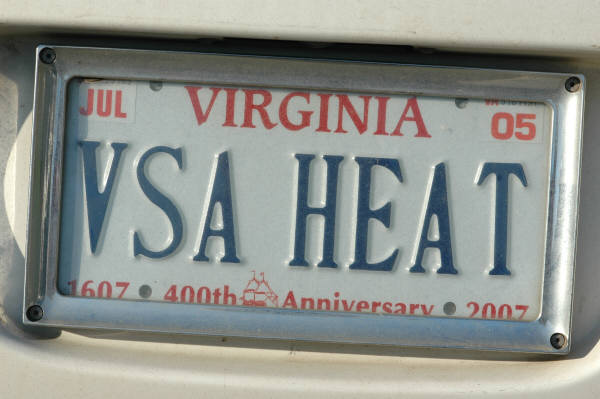 JUL VIRGINIA 05
VSA HEAT
1607 400th Anniversary 2007